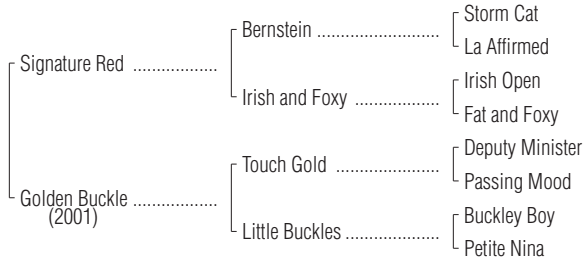 Storm Cat
Bernstein ........................
La Affirmed
Signature Red .................
Irish Open
Irish and Foxy .................
Fat and Foxy
Deputy Minister
Touch Gold .....................
Passing Mood
Golden Buckle .................
(2001)
Buckley Boy
Little Buckles ...................
Petite Nina